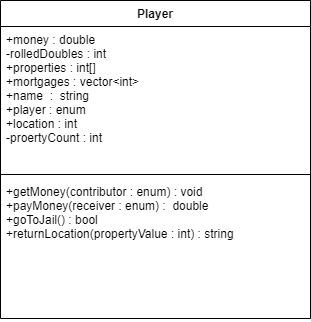 Player
+money : double
-rolledDoubles : int
+properties : int[]
+mortgages : vector<int>
+name  :  string
+player : enum
+location : int
-proertyCount : int
+getMoney(contributor : enum) : void
+payMoney(receiver : enum) :  double
+goToJail() : bool
+returnLocation(propertyValue : int) : string